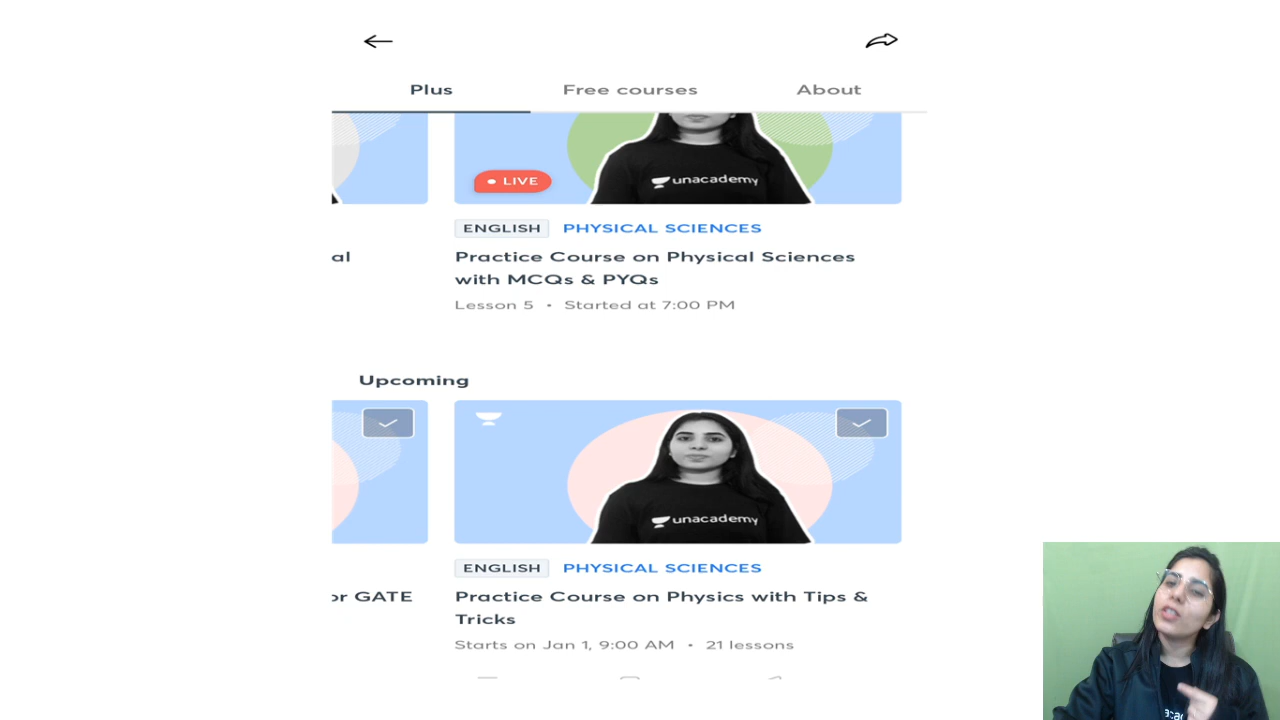 Plus Free courses About
LIVE
unacademy
ENGLISH PHYSICAL SCIENCES
al
Practice Course on Physical Sciences
with MCQs & PYQs
Lesson 5 • Started at 7:00 PM
Upcoming
unacademy
ENGLISH PHYSICAL SCIENCES
or GATE
Practice Course on Physics with Tips &
Tricks
Starts on Jan 1, 9:00 AM • 21 lessons